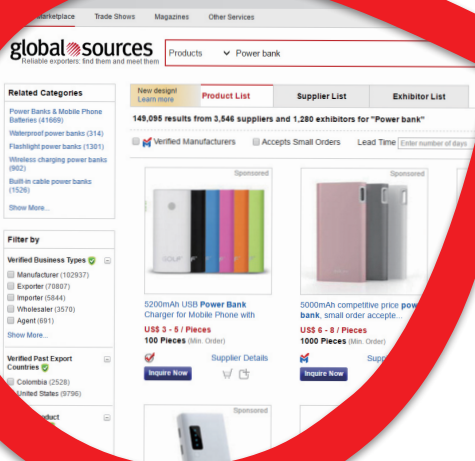 Marketplace Trade Shows Magazines Other Services
global sources
Reliable exporters: find them and meet them
Products Power bank
Related Categories
Power Banks & Mobile Phone
Batteries (41669)
Waterproof power banks (314)
Flashlight power banks (1301)
Wireless charging power banks
(902)
Built-in cable power banks
(1526)
Show More...
Filter by
Verified Business Types
Manufacturer (102937)
Exporter (70807)
Importer (5844)
Wholesaler (3570)
Agent (691)
Show More...
Verified Past Export
Countries
Colombia (2528)
United States (9796)
New design!
Learn more
Product List Supplier List Exhibitor List
149,095 results from 3,546 suppliers and 1,280 exhibitors for "Power bank"
Verified Manufacturers Accepts Small Orders Lead Time Enter number of days
Sponsored
GOLF
5200mAh USB Power Bank
Charger for Mobile Phone with
US$ 3 - 5 / Pieces
100 Pieces (Min. Order)
Supplier Details
Inquire Now
Sponsored
5000mAh competitive price pow
bank, small order accepte...
US$ 6 - 8 / Pieces
1000 Pieces (Min. Order)
Supp
Inquire Now
Sponsored